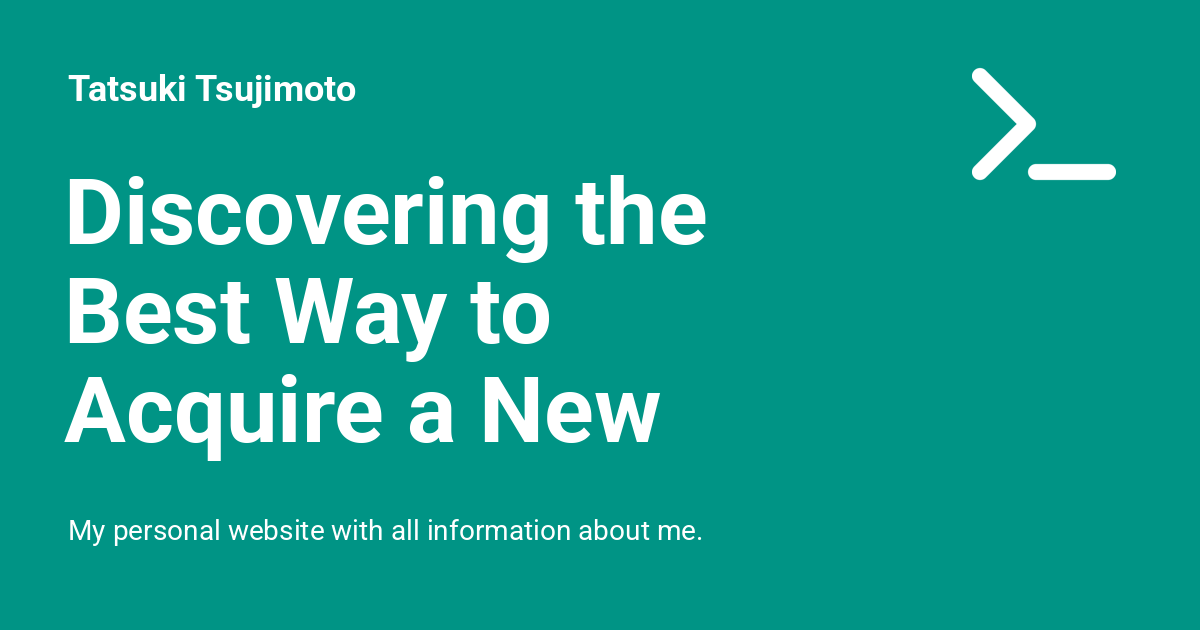 Tatsuki Tsujimoto
Discovering the
Best Way to
Acquire a New
My personal website with all information about me.